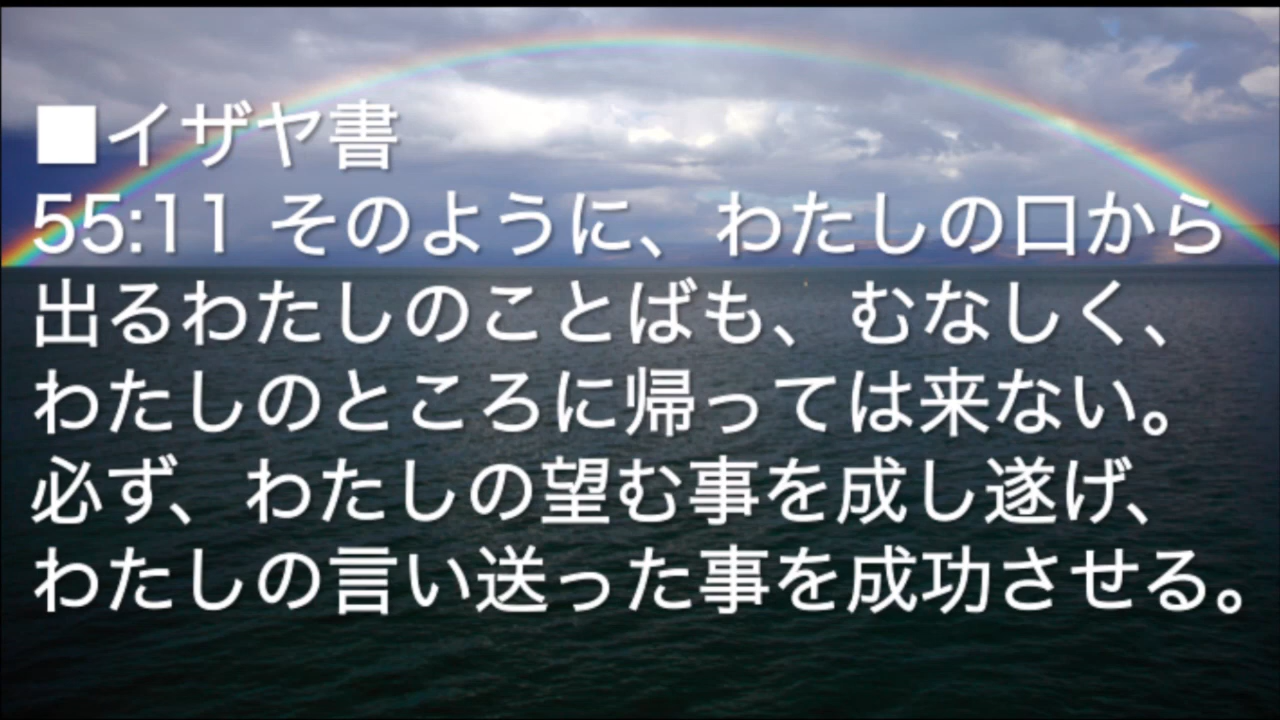 ■イザヤ書
55:11 そのように、わたしの口から
出るわたしのことばも、むなしく、
わたしのところに帰っては来ない。
必ず、わたしの望む事を成し遂げ、
わたしの言い送った事を成功させる。